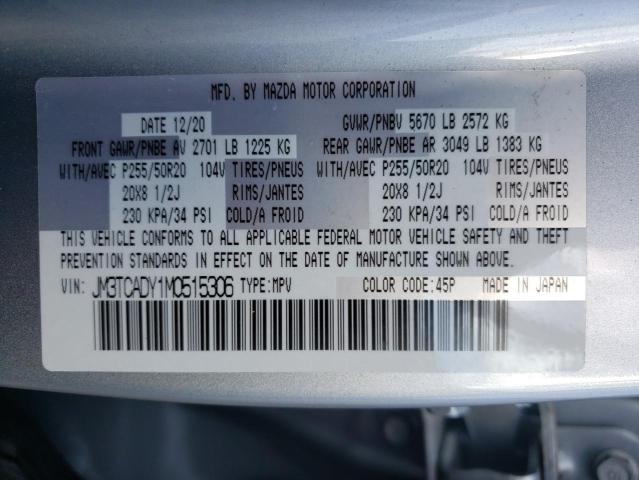 MFD. BY MAZDA MOTOR CORPORATION
DATE 12/20 GVWR/PNBV 5670 LB 2572 KG
FRONT GAWR/PNBE AV 2701 LB 1225 KG REAR GAWR/PNBE AR 3049 LB 1383 KG
WITH/AVEC P255/50R20 104V TIRES/PNEUS WITH/AVEC P255/50R20 104V TIRES/PNEUS
20X8 1/2J RIMS/JANTES 20X8 1/2J RIMS/JANTES
230 KPA/34 PSI COLD/A FROID 230 KPA/34 PSI COLD/A FROID
THIS VEHICLE CONFORMS TO ALL APPLICABLE FEDERAL MOTOR VEHICLE SAFETY AND THEFT
PREVENTION STANDARDS IN EFFECT ON THE DATE OF MANUFACTURE SHOWN ABOVE.
VIN: JM3TCADY1M0515306 TYPE:MPV COLOR CODE: 45P MADE IN JAPAN